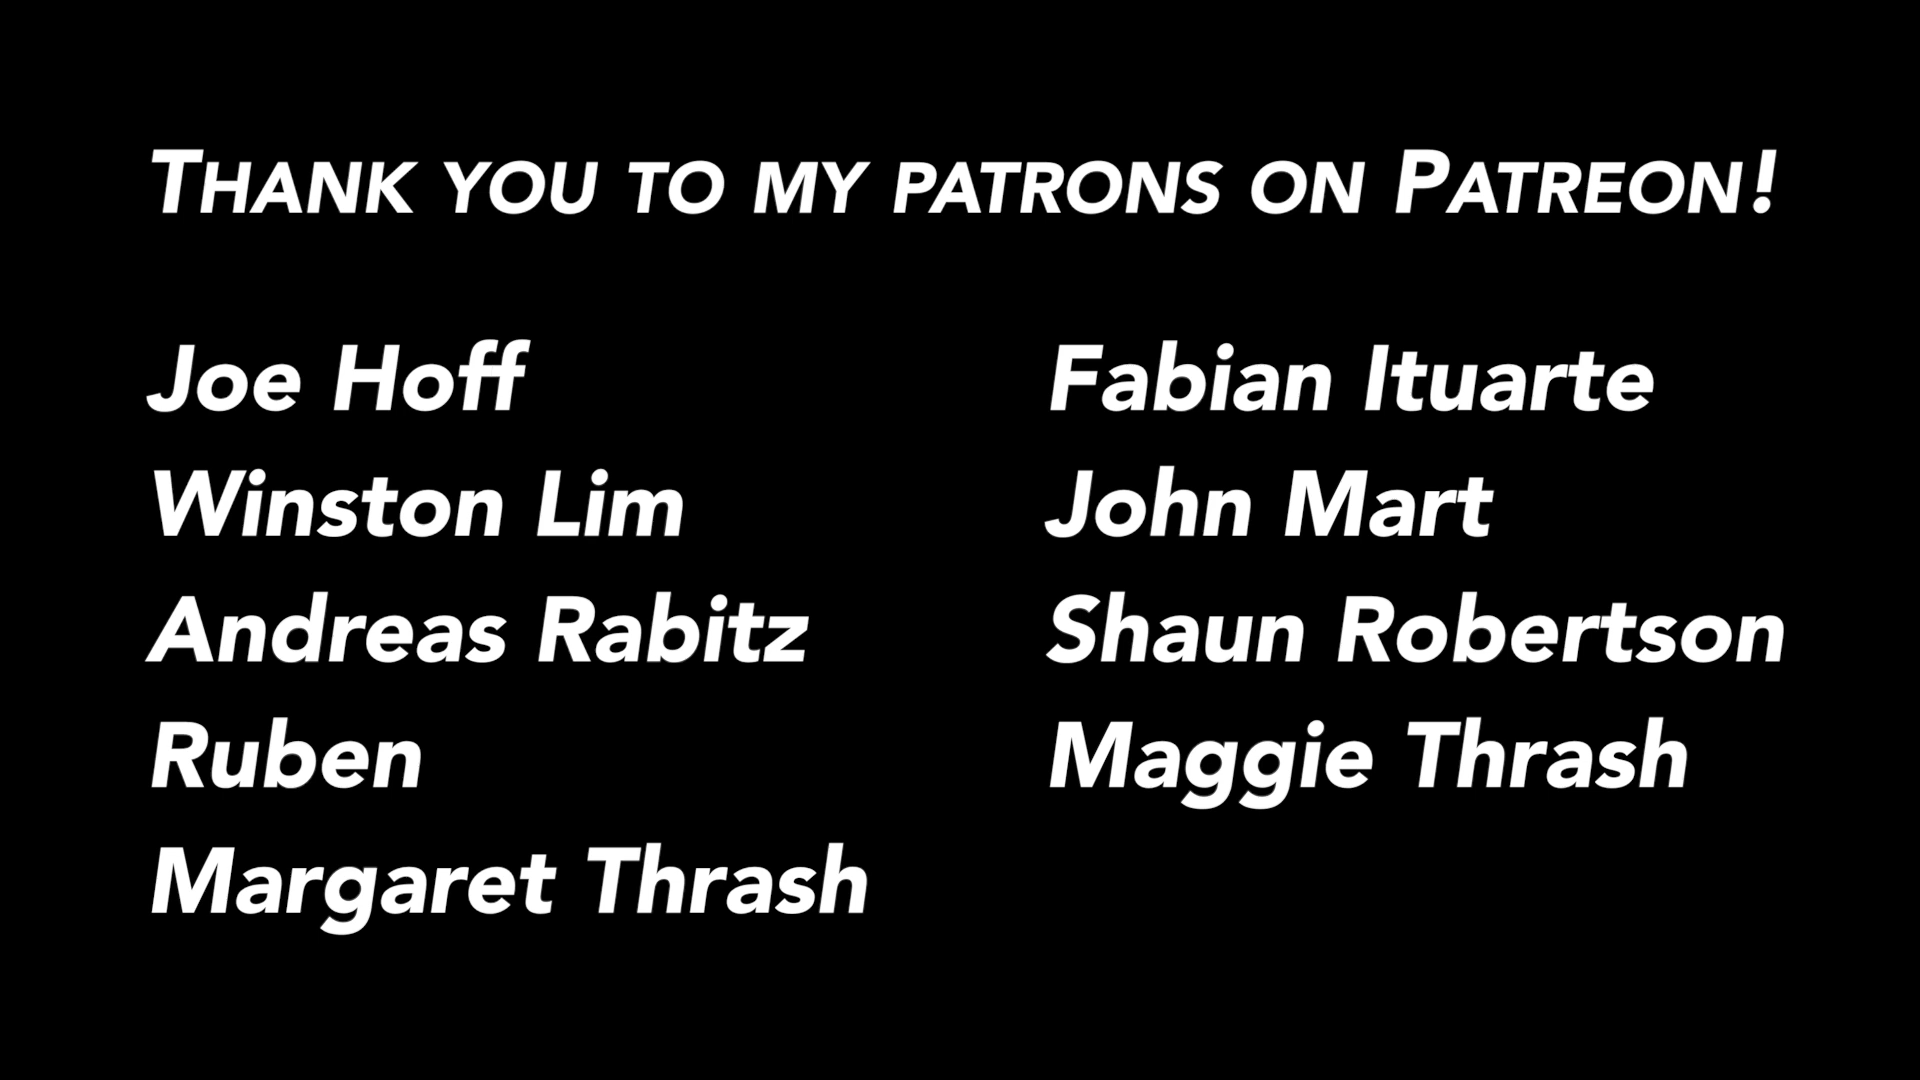 Thank you to my patrons on Patreon!
Joe Hoff
Winston Lim
Andreas Rabitz
Ruben
Margaret Thrash
Fabian Ituarte
John Mart
Shaun Robertson
Maggie Thrash